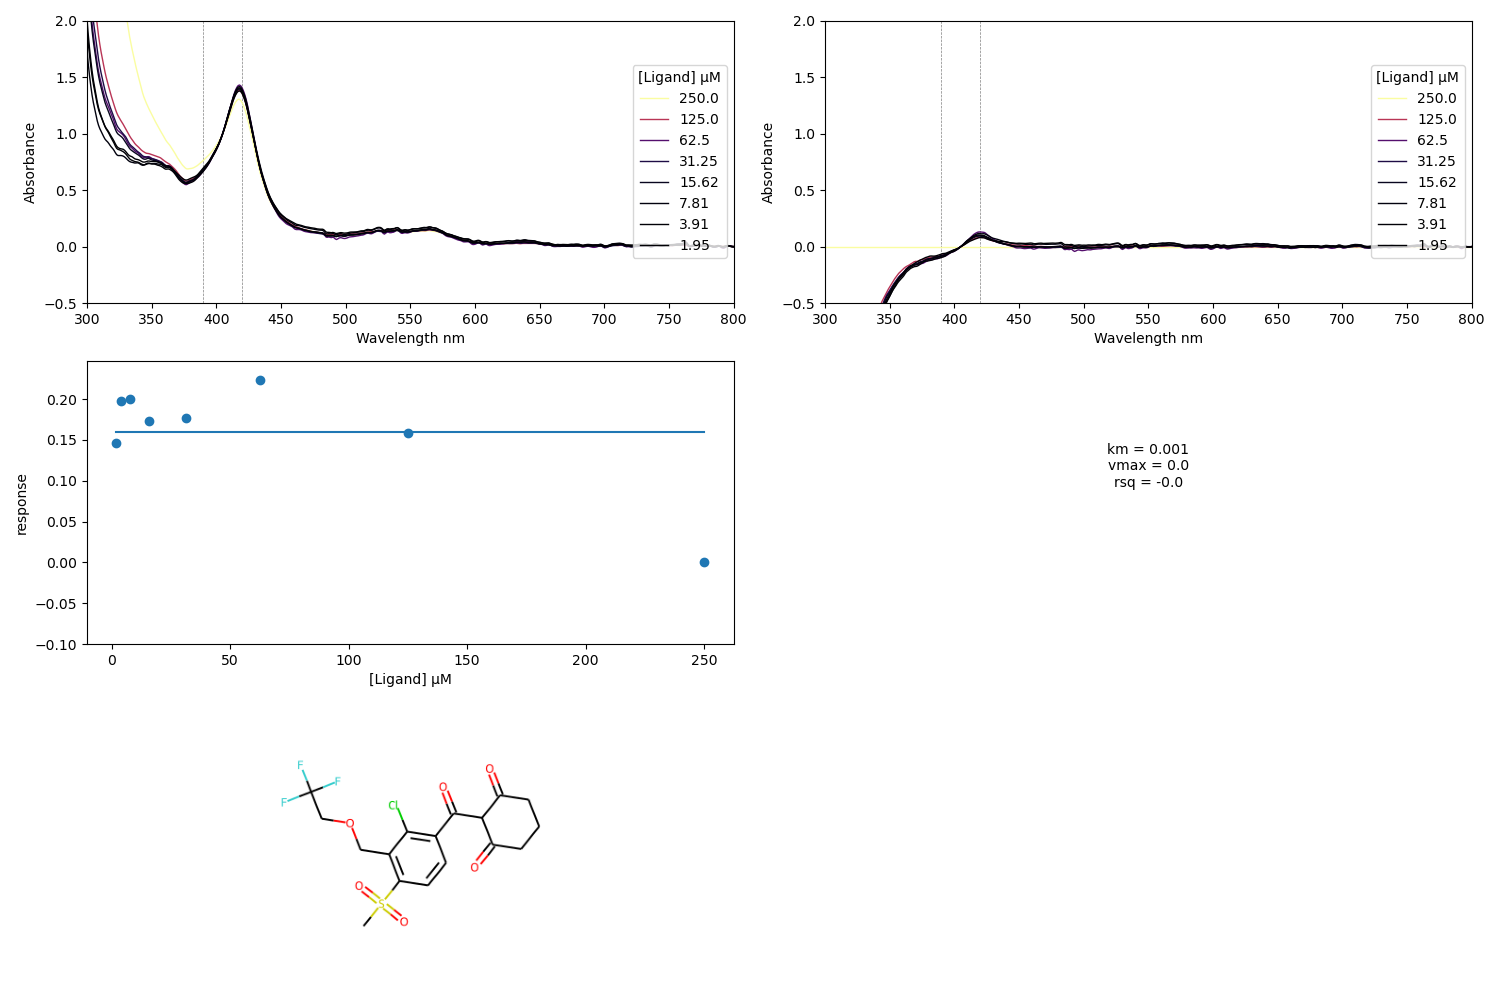 2.0
1.5
1.0
0.5
0.0
−0.5
Absorbance
300
350
400
450
500
550
600
650
700
750
800
Wavelength nm
[Ligand] µM
250.0
125.0
62.5
31.25
15.62
7.81
3.91
1.95
2.0
1.5
1.0
0.5
0.0
−0.5
Absorbance
300
350
400
450
500
550
600
650
700
750
800
Wavelength nm
[Ligand] µM
250.0
125.0
62.5
31.25
15.62
7.81
3.91
1.95
0.20
0.15
0.10
0.05
0.00
−0.05
−0.10
response
0
50
100
150
200
250
[Ligand] µM
km = 0.001
vmax = 0.0
rsq = -0.0
F
F
F
O
Cl
O
O
O
O
S
O